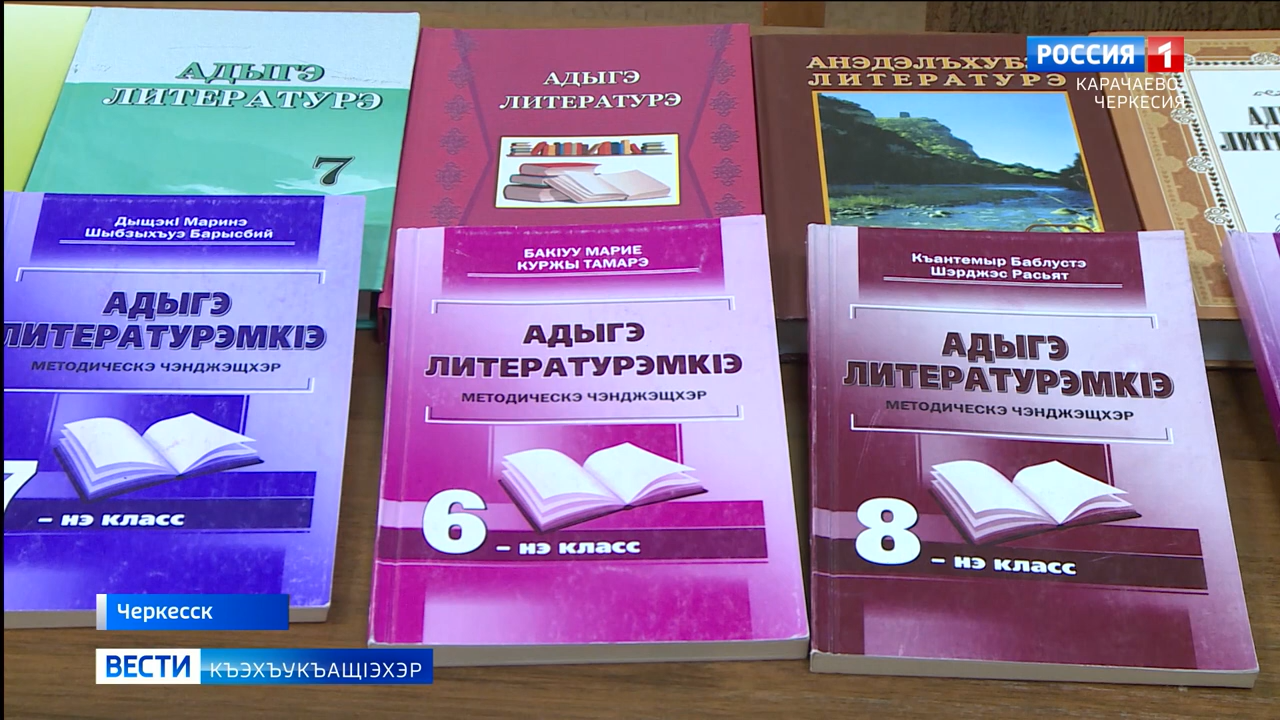 АДЫГЭ
ЛИТЕРАТУРЭ
7
АДЫГЭ
ЛИТЕРАТУРЭ
ЛИТЕРАТУРЭ
РОССИЯ 1
КАРАЧАЕВО-
ЧЕРКЕСИЯ
Дыщэкӏ Маринэ
Шыбзыхъуэ Барысбий
АДЫГЭ
ЛИТЕРАТУРЭМКІЭ
МЕТОДИЧЕСКЭ ЧЭНДЖЭЩХЭР
7
– нэ класс
БАКІУУ МАРИЕ
КУРЖЫ ТАМАРЭ
АДЫГЭ
ЛИТЕРАТУРЭМКІЭ
МЕТОДИЧЕСКЭ ЧЭНДЖЭЩХЭР
6 – нэ класс
Къантемыр Баблустэ
Шэрджэс Расьят
АДЫГЭ
ЛИТЕРАТУРЭМКІЭ
МЕТОДИЧЕСКЭ ЧЭНДЖЭЩХЭР
8 – нэ класс
Черкесск
ВЕСТИ КЪЭХЪУКЪАЩІЭХЭР